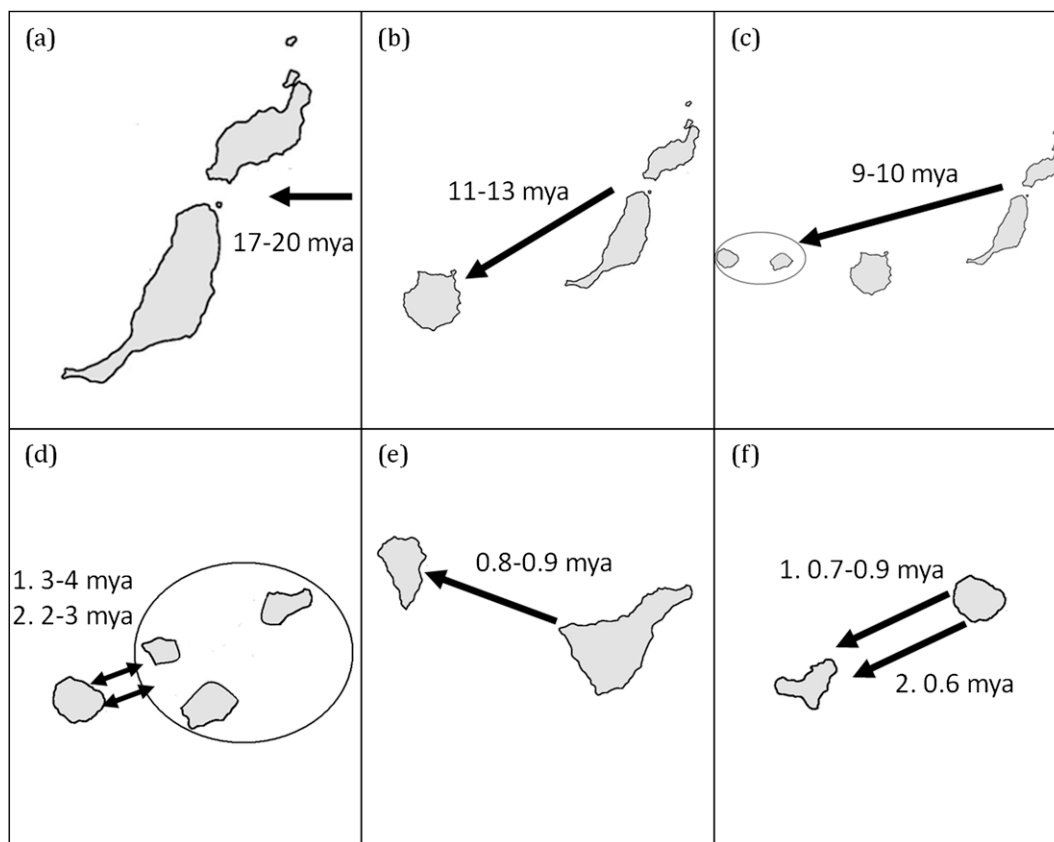 (a)
17-20 mya
(b)
11-13 mya
(c)
9-10 mya
(d)
1. 3-4 mya
2. 2-3 mya
(e)
0.8-0.9 mya
(f)
1. 0.7-0.9 mya
2. 0.6 mya